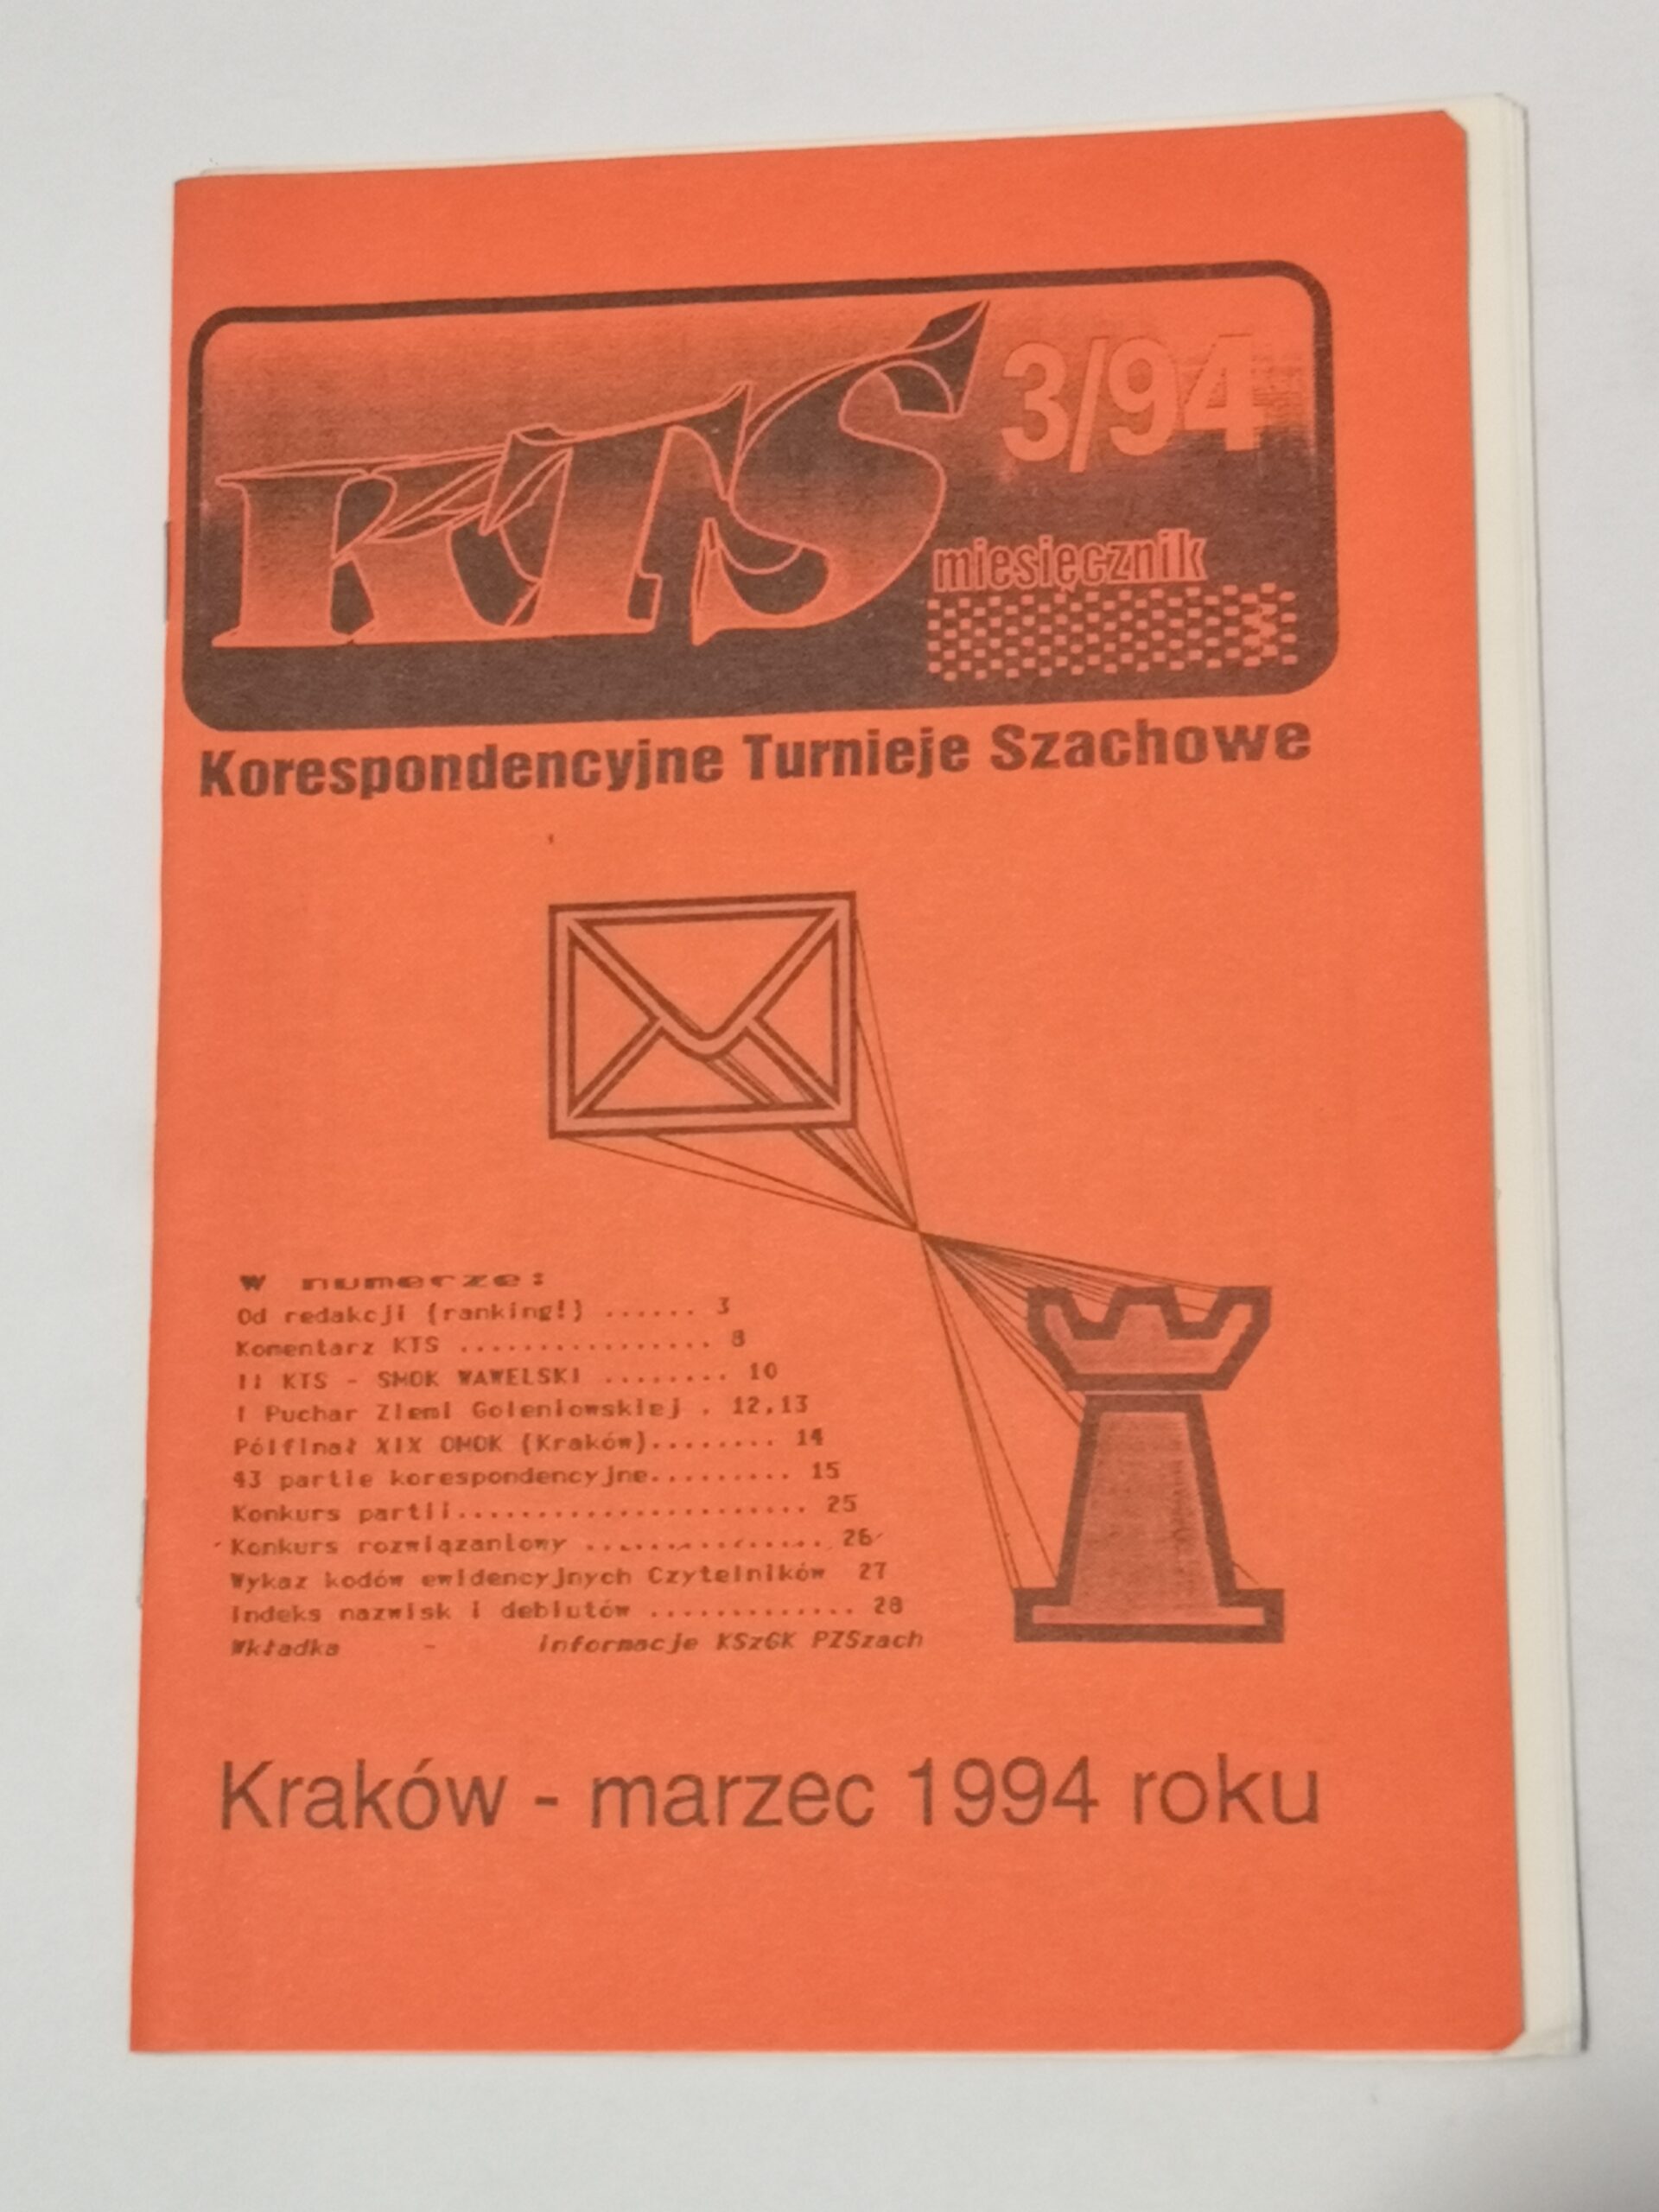 KTS 3/94
miesięcznik
Korespondencyjne Turnieje Szachowe
W numerze:
Od redakcji (ranking!) ...... 3
Komentarz KTS ................ 8
II KTS - SMOK WAWELSKI ........ 10
I Puchar Ziemi Goleniowskiej . 12,13
Półfinał XIX OMOK (Kraków)........ 14
43 partie korespondencyjne......... 15
Konkurs partii...................... 25
Konkurs rozwiązaniowy ............... 26
Wykaz kodów ewidencyjnych Czytelników 27
Indeks nazwisk i debiutów ............. 28
Wkładka - informacje KSzGK PZSzach
Kraków - marzec 1994 roku